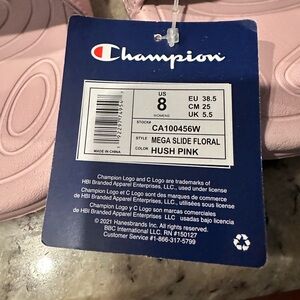 Champion
US
8
WOMENS
EU 38.5
CM 25
UK 5.5
STOCK#
CA100456W
STYLE MEGA SLIDE FLORAL
COLOR HUSH PINK
MADE IN CHINA
Champion Logo and C Logo are trademarks of
HBI Branded Apparel Enterprises, LLC., used under license
Champion Logo et C Logo sont des marques de commerce
de HBI Branded Apparel Enterprises, LLC., utilisées sous license
Champion Logo y C Logo son marcas comerciales
de HBI Branded Apparel Enterprises, LLC usadas bajo licencia
© 2021 Hanesbrands Inc. All rights reserved.
BBC International LLC. RN #150127
Customer Service #1-866-317-5799